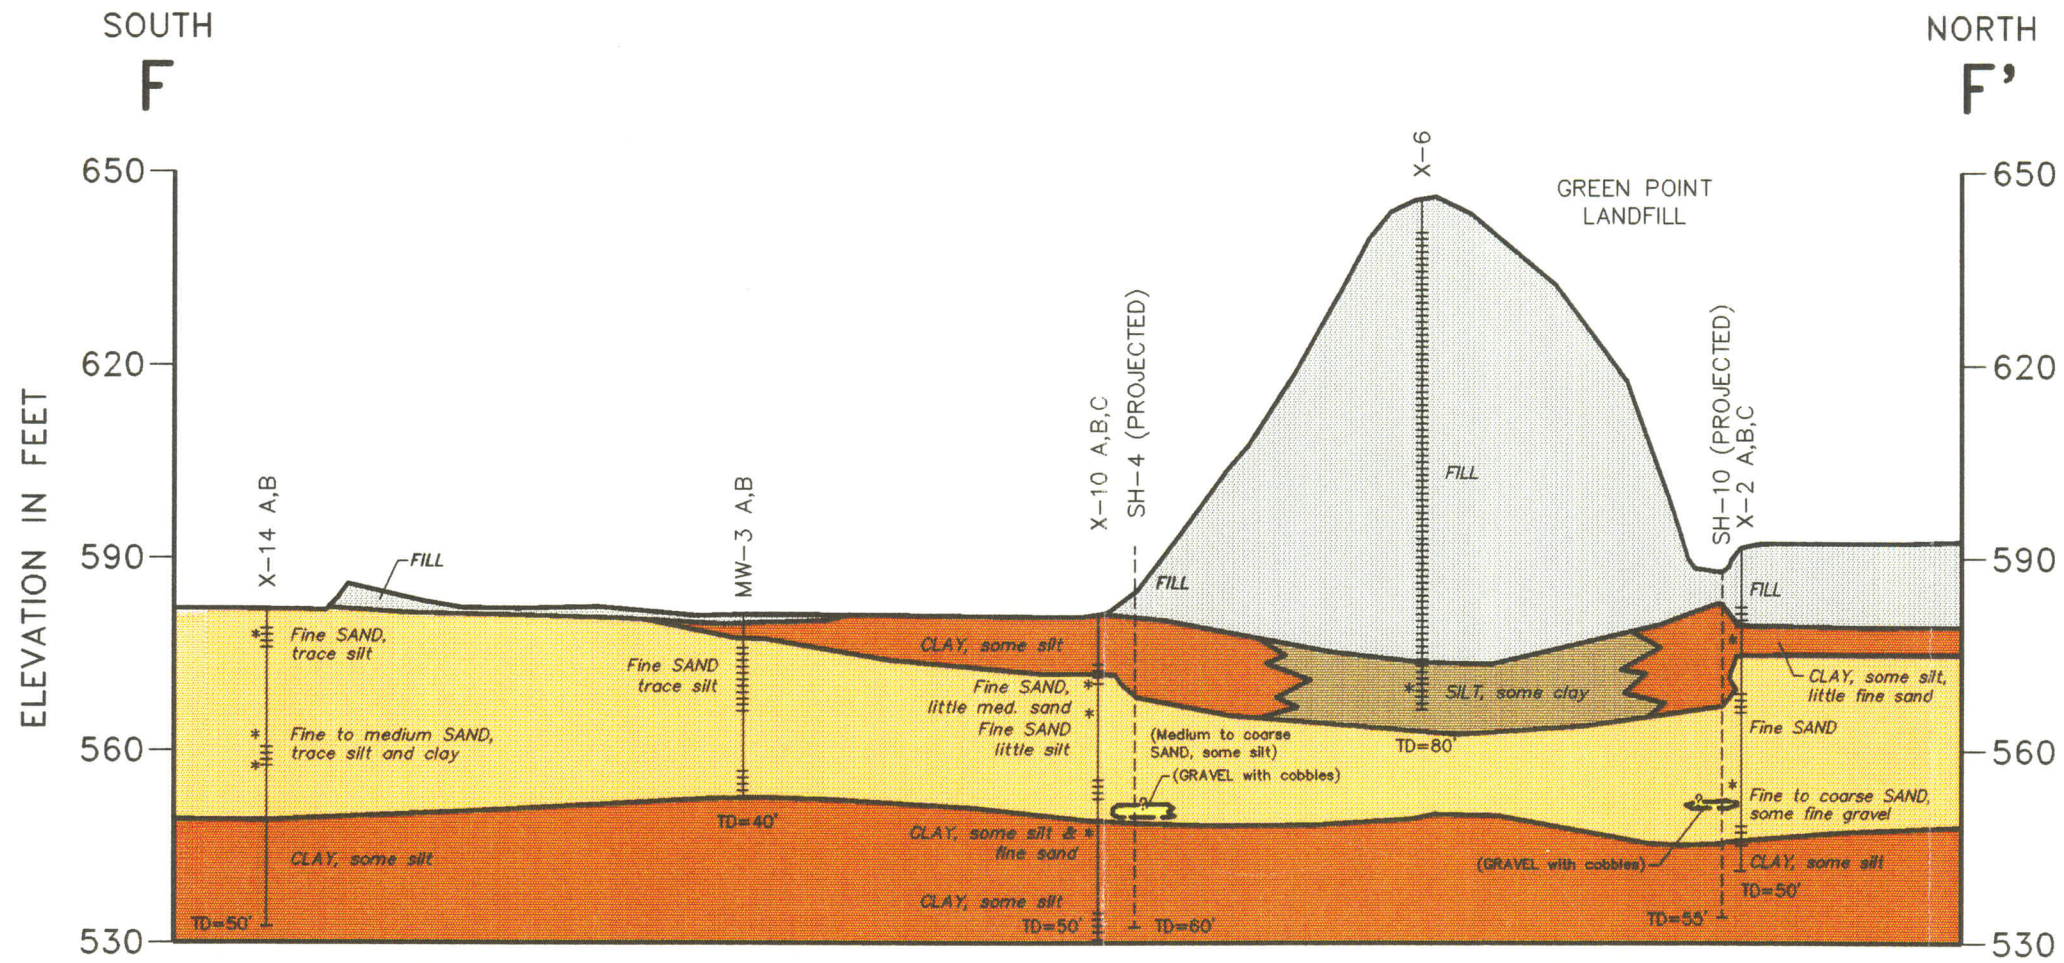 SOUTH
NORTH
F
F'
X-6
650
650
GREEN POINT
LANDFILL
620
620
ELEVATION IN FEET
X-14 A,B
MW-3 A,B
X-10 A,B,C
SH-4 (PROJECTED)
SH-10 (PROJECTED)
X-2 A,B,C
FILL
590
590
FILL
FILL
FILL
Fine SAND,
trace silt
Fine SAND
trace silt
CLAY, some silt
Fine SAND,
little med. sand
Fine SAND
little silt
SILT, some clay
CLAY, some silt,
little fine sand
Fine SAND
Fine to medium SAND,
trace silt and clay
(Medium to coarse
SAND, some silt)
TD=80'
560
560
(GRAVEL with cobbles)
?
?
Fine to coarse SAND,
some fine gravel
TD=40'
CLAY, some silt &
fine sand
CLAY, some silt
(GRAVEL with cobbles)
CLAY, some silt
TD=50'
CLAY, some silt
TD=50'
TD=50'
TD=60'
TD=55'
530
530